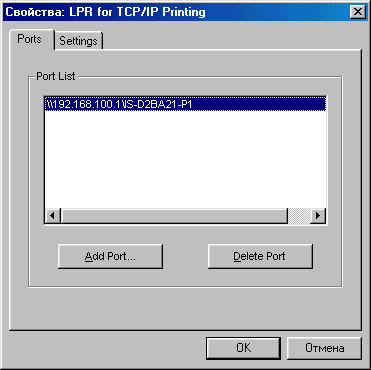 Свойства: LPR for TCP/IP Printing
Ports
Settings
Port List
\\192.168.100.1\IS-D2BA21-P1
Add Port...
Delete Port
OK
Отмена